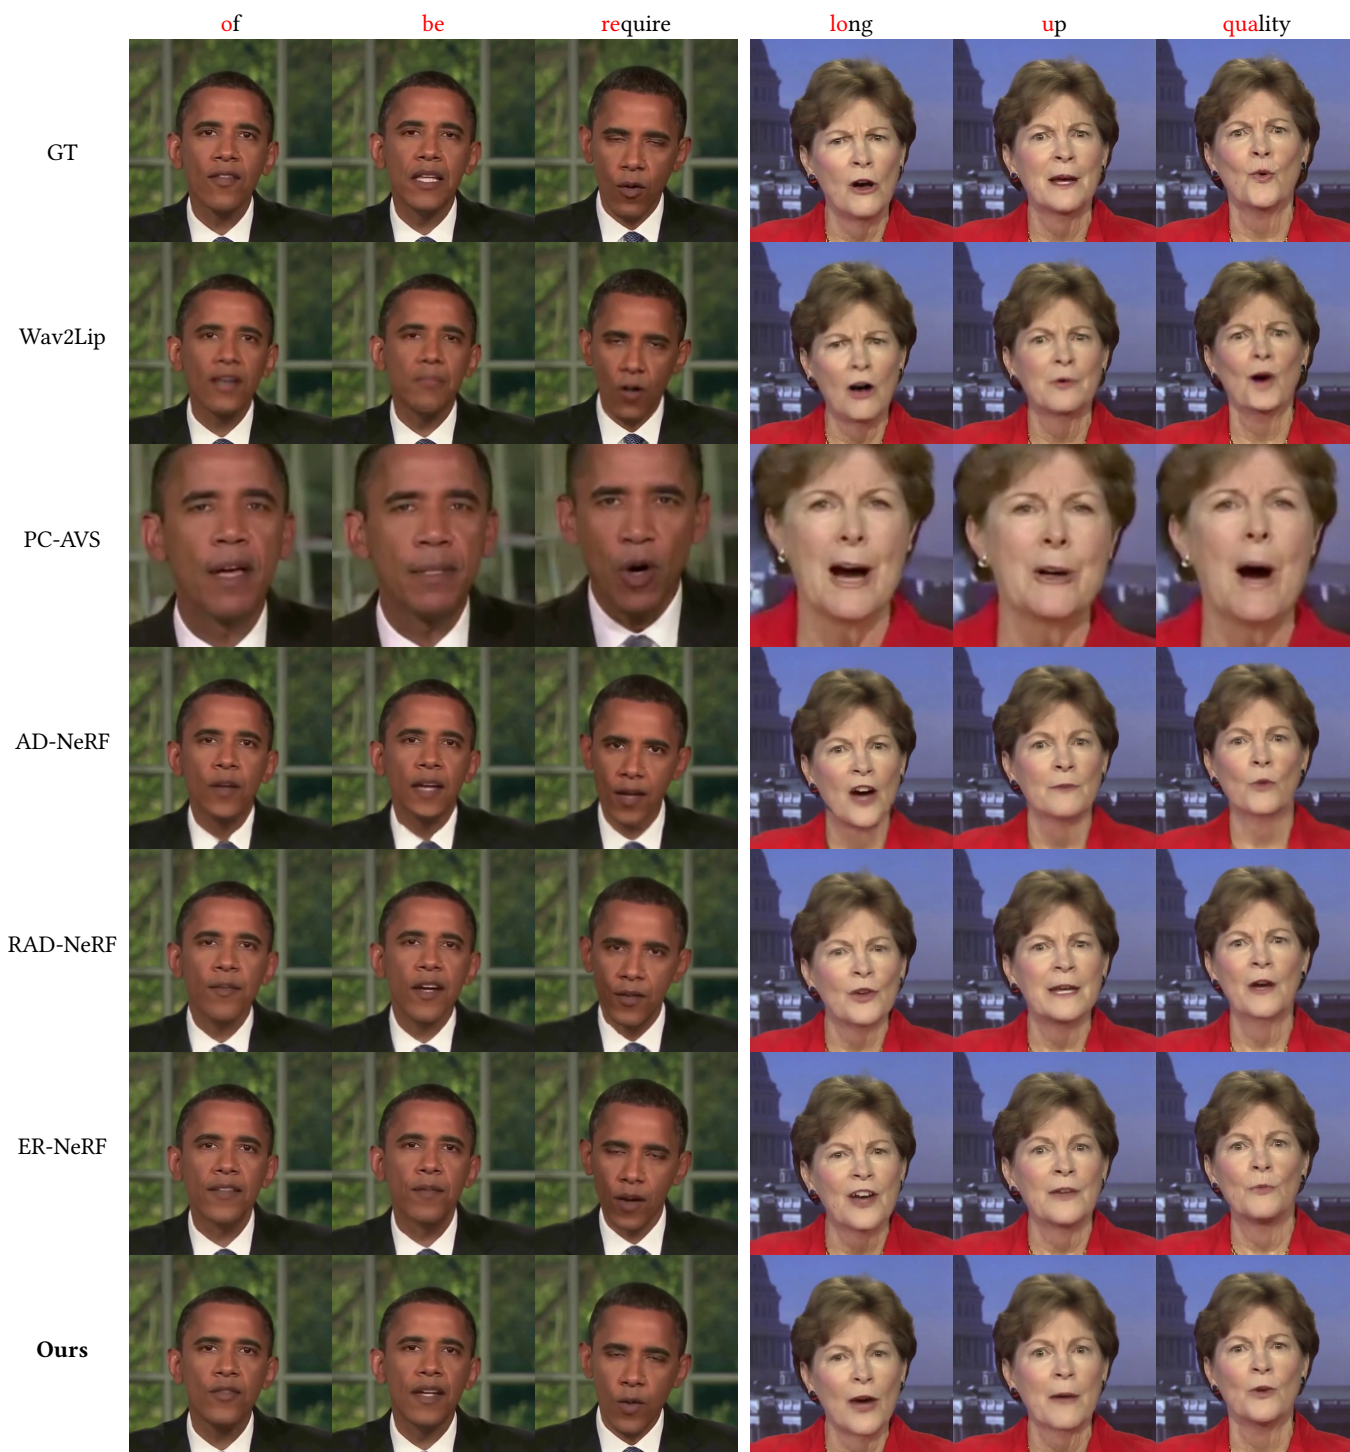 of be require long up quality
GT
Wav2Lip
PC-AVS
AD-NeRF
RAD-NeRF
ER-NeRF
Ours